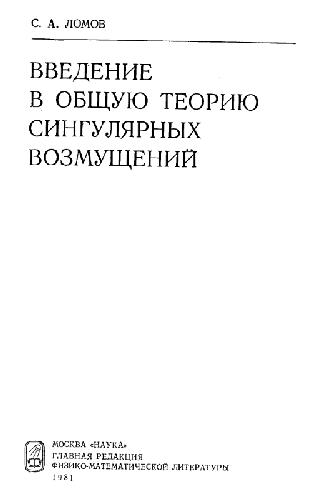 С. А. ЛОМОВ
ВВЕДЕНИЕ
В ОБЩУЮ ТЕОРИЮ
СИНГУЛЯРНЫХ
ВОЗМУЩЕНИЙ
МОСКВА «НАУКА»
ГЛАВНАЯ РЕДАКЦИЯ
ФИЗИКО-МАТЕМАТИЧЕСКОЙ ЛИТЕРАТУРЫ
1981